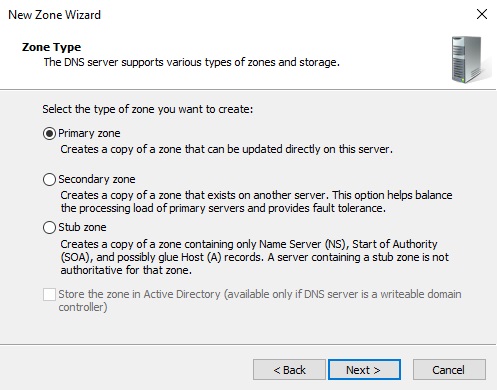 New Zone Wizard
Zone Type
The DNS server supports various types of zones and storage.
Select the type of zone you want to create:
Primary zone
Creates a copy of a zone that can be updated directly on this server.
Secondary zone
Creates a copy of a zone that exists on another server. This option helps balance
the processing load of primary servers and provides fault tolerance.
Stub zone
Creates a copy of a zone containing only Name Server (NS), Start of Authority
(SOA), and possibly glue Host (A) records. A server containing a stub zone is not
authoritative for that zone.
Store the zone in Active Directory (available only if DNS server is a writeable domain
controller)
< Back
Next >
Cancel